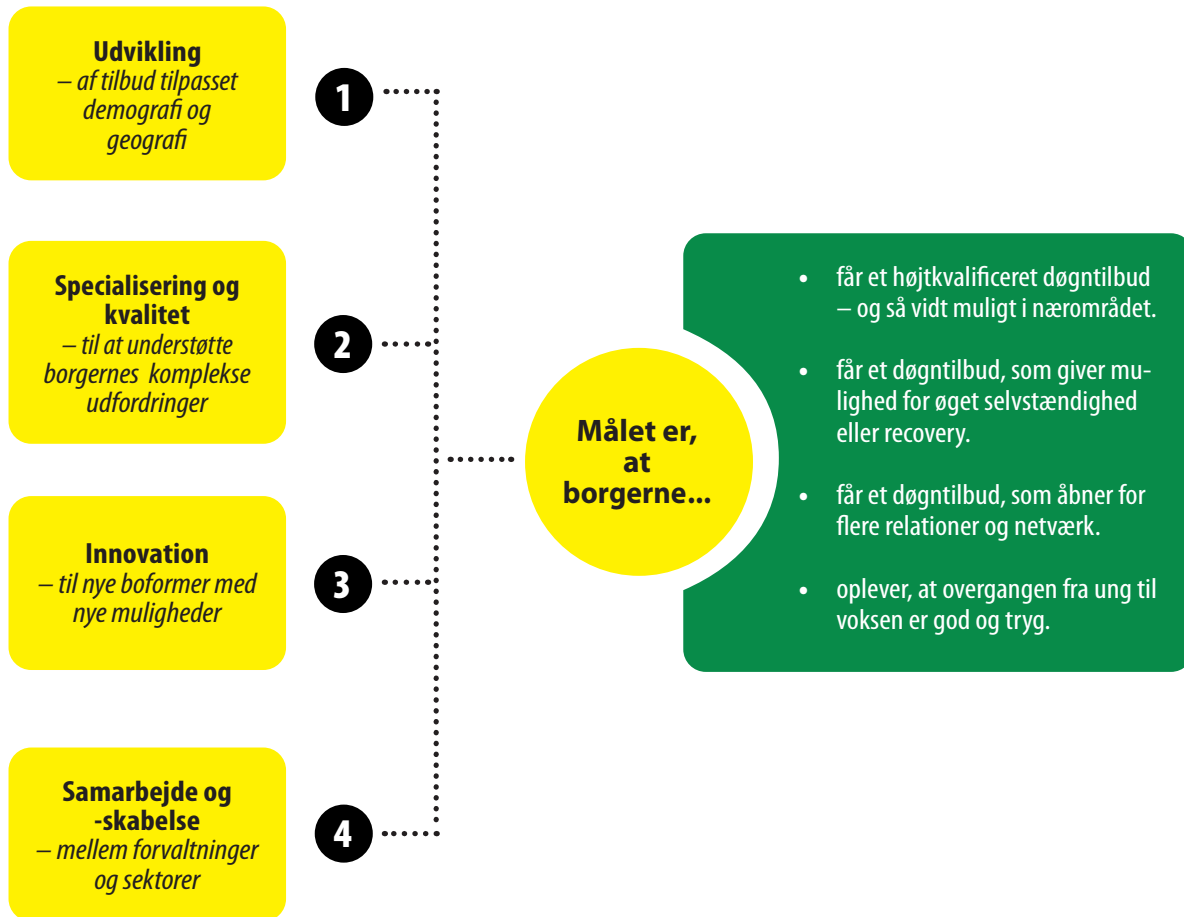 Udvikling
– af tilbud tilpasset
demografi og
geografi
1
Specialisering og
kvalitet
– til at understøtte
borgernes komplekse
udfordringer
2
Innovation
– til nye boformer med
nye muligheder
3
Samarbejde og
-skabelse
– mellem forvaltninger
og sektorer
4
Målet er,
at
borgerne...
• får et højtkvalificeret døgntilbud
– og så vidt muligt i nærområdet.
• får et døgntilbud, som giver mu-
lighed for øget selvstændighed
eller recovery.
• får et døgntilbud, som åbner for
flere relationer og netværk.
• oplever, at overgangen fra ung til
voksen er god og tryg.